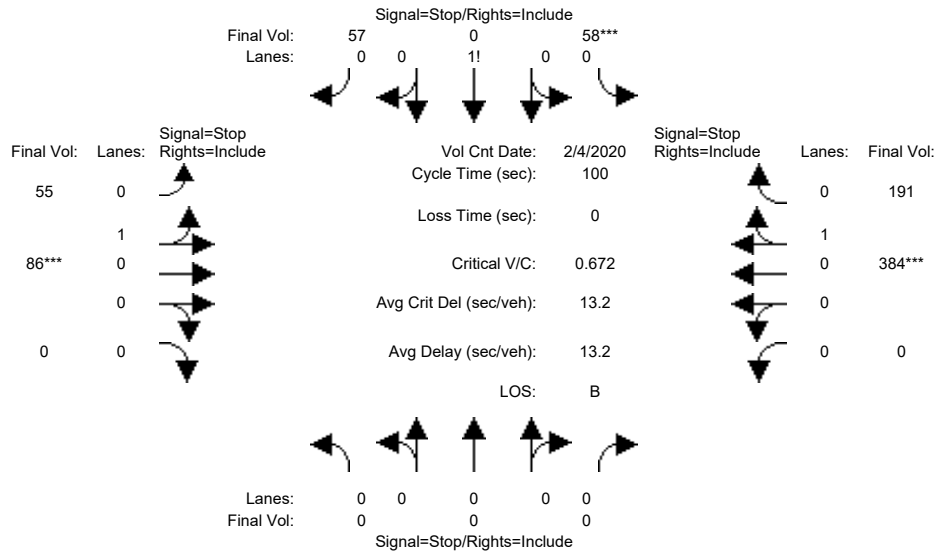 Signal=Stop/Rights=Include
Final Vol: 57 0 58***
Lanes: 0 0 1! 0 0
Signal=Stop Signal=Stop
Final Vol: Lanes: Rights=Include Vol Cnt Date: 2/4/2020 Rights=Include Lanes: Final Vol:
Cycle Time (sec): 100
55 0 0 191
Loss Time (sec): 0
1 1
86*** 0 Critical V/C: 0.672 0 384***
0 Avg Crit Del (sec/veh): 13.2 0
0 0 Avg Delay (sec/veh): 13.2 0 0
LOS: B
Lanes: 0 0 0 0 0
Final Vol: 0 0 0
Signal=Stop/Rights=Include